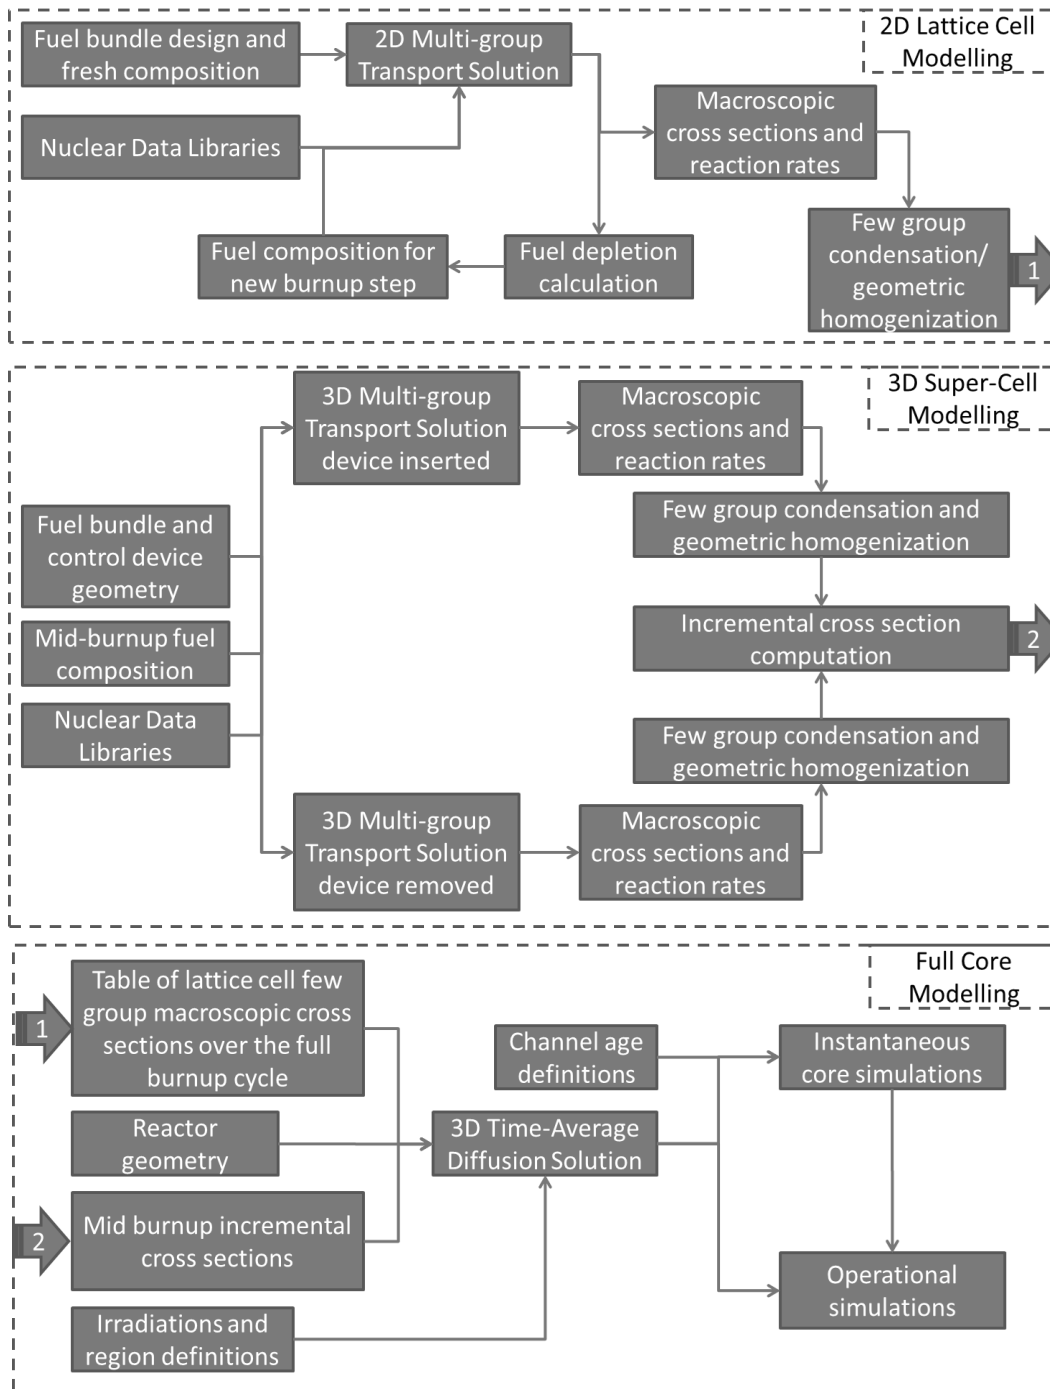 2D Lattice Cell
Modelling
Fuel bundle design and
fresh composition
2D Multi-group
Transport Solution
Nuclear Data Libraries
Macroscopic
cross sections and
reaction rates
Fuel composition for
new burnup step
Fuel depletion
calculation
Few group
condensation/
geometric
homogenization
1
3D Super-Cell
Modelling
3D Multi-group
Transport Solution
device inserted
Macroscopic
cross sections and
reaction rates
Few group condensation and
geometric homogenization
Fuel bundle and
control device
geometry
Mid-burnup fuel
composition
Nuclear Data
Libraries
Incremental cross section
computation
2
Few group condensation and
geometric homogenization
3D Multi-group
Transport Solution
device removed
Macroscopic
cross sections and
reaction rates
Full Core
Modelling
1
Table of lattice cell few
group macroscopic cross
sections over the full
burnup cycle
Channel age
definitions
Instantaneous
core simulations
Reactor
geometry
3D Time-Average
Diffusion Solution
2
Mid burnup incremental
cross sections
Operational
simulations
Irradiations and
region definitions